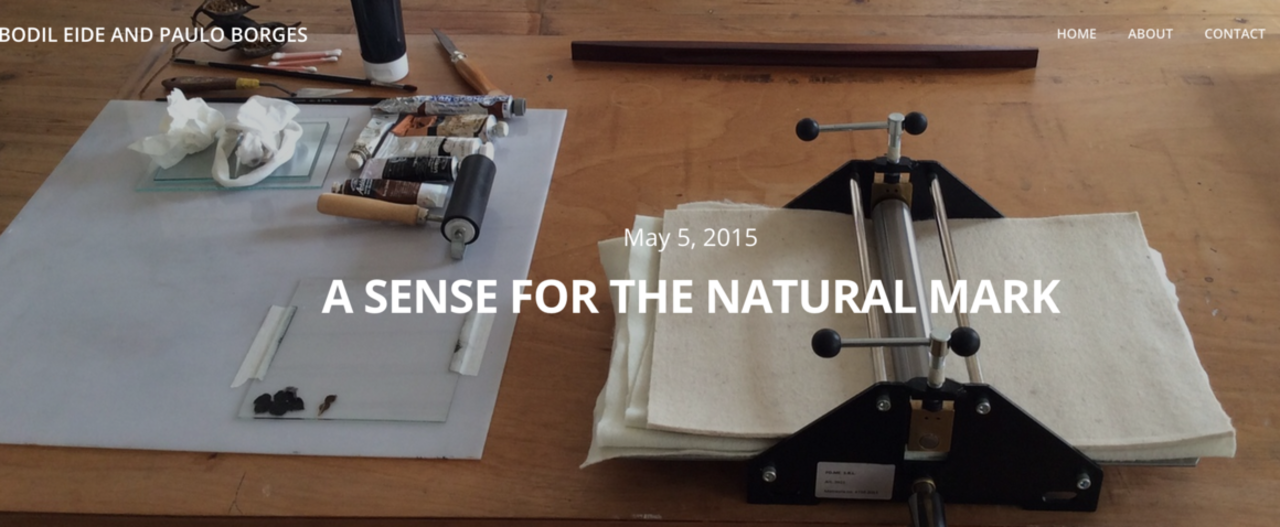 BODIL EIDE AND PAULO BORGES
HOME ABOUT CONTACT
May 5, 2015
A SENSE FOR THE NATURAL MARK